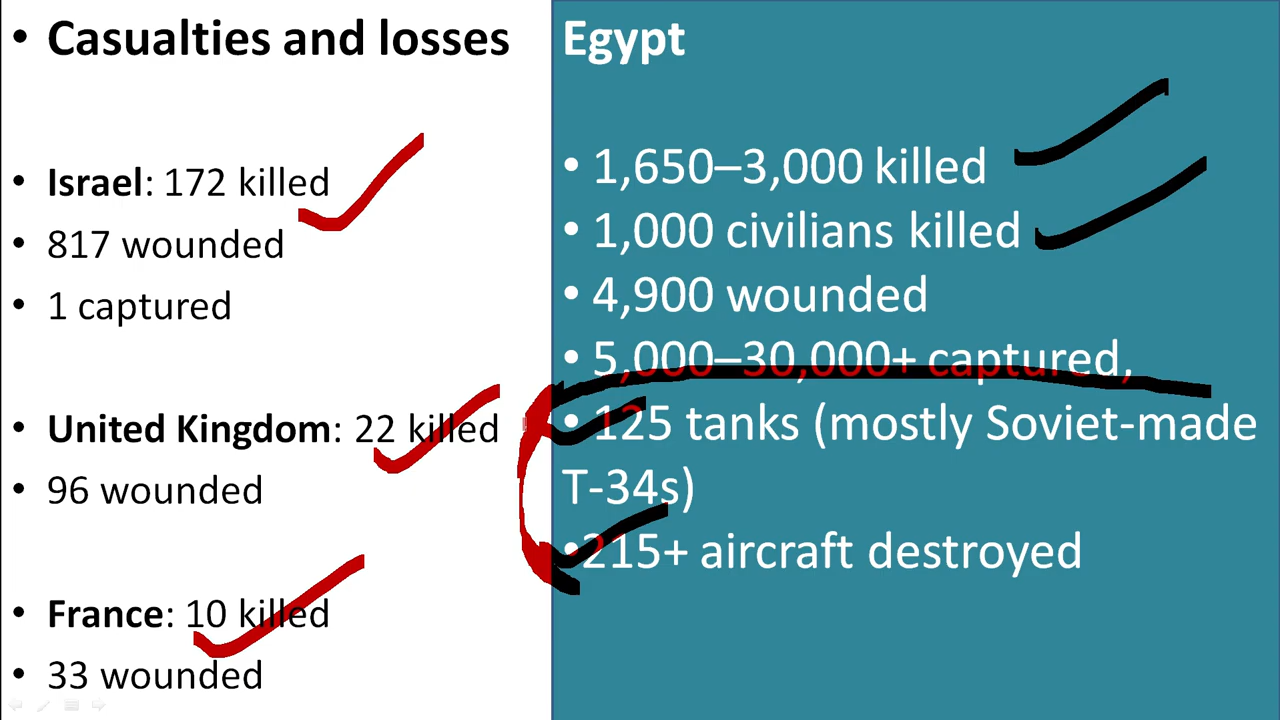 • Casualties and losses
• Israel: 172 killed
• 817 wounded
• 1 captured
• United Kingdom: 22 killed
• 96 wounded
• France: 10 killed
• 33 wounded
Egypt
• 1,650–3,000 killed
• 1,000 civilians killed
• 4,900 wounded
• 5,000–30,000+ captured,
• 125 tanks (mostly Soviet-made
T-34s)
• 215+ aircraft destroyed